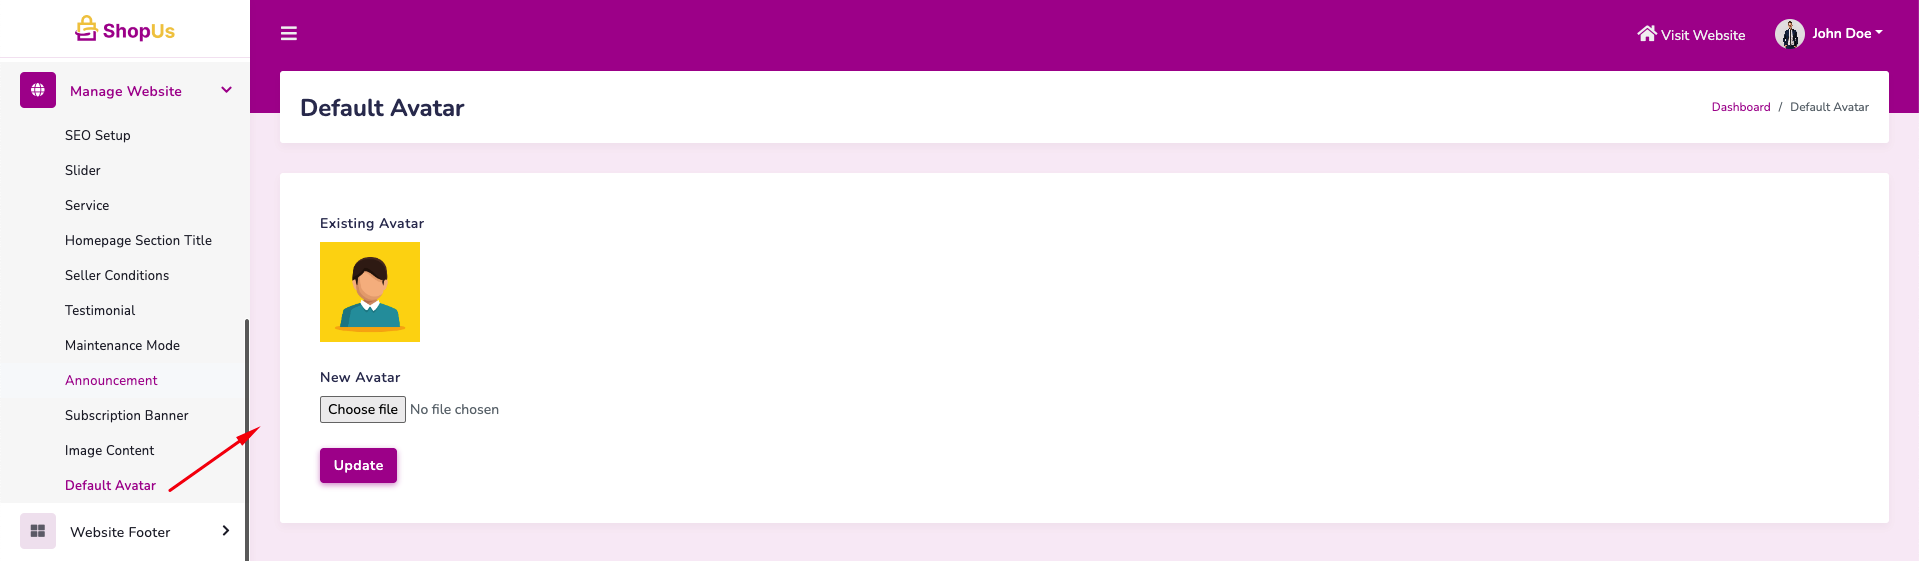 ShopUs
Manage Website
SEO Setup
Slider
Service
Homepage Section Title
Seller Conditions
Testimonial
Maintenance Mode
Announcement
Subscription Banner
Image Content
Default Avatar
Website Footer
Visit Website
John Doe
Default Avatar
Dashboard / Default Avatar
Existing Avatar
New Avatar
Choose file No file chosen
Update